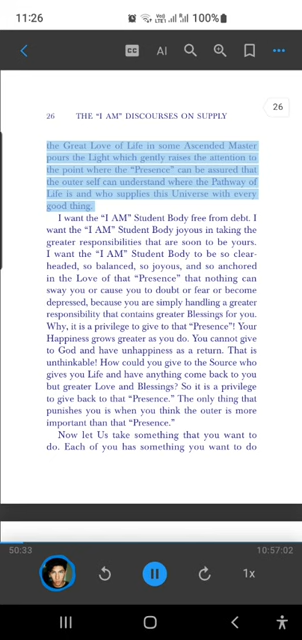 11:26
Vo)
LTE1
100%
CC
AI
26
26 THE “I AM” DISCOURSES ON SUPPLY
the Great Love of Life in some Ascended Master
pours the Light which gently raises the attention to
the point where the “Presence” can be assured that
the outer self can understand where the Pathway of
Life is and who supplies this Universe with every
good thing.
I want the “I AM” Student Body free from debt. I
want the “I AM” Student Body joyous in taking the
greater responsibilities that are soon to be yours.
I want the “I AM” Student Body to be so clear-
headed, so balanced, so joyous, and so anchored
in the Love of that “Presence” that nothing can
sway you or cause you to doubt or fear or become
depressed, because you are simply handling a greater
responsibility that contains greater Blessings for you.
Why, it is a privilege to give to that “Presence”! Your
Happiness grows greater as you do. You cannot give
to God and have unhappiness as a return. That is
unthinkable! How could you give to the Source who
gives you Life and have anything come back to you
but greater Love and Blessings? So it is a privilege
to give back to that “Presence.” The only thing that
punishes you is when you think the outer is more
important than that “Presence.”
Now let Us take something that you want to
do. Each of you has something you want to do
50:33
10:57:02
1x